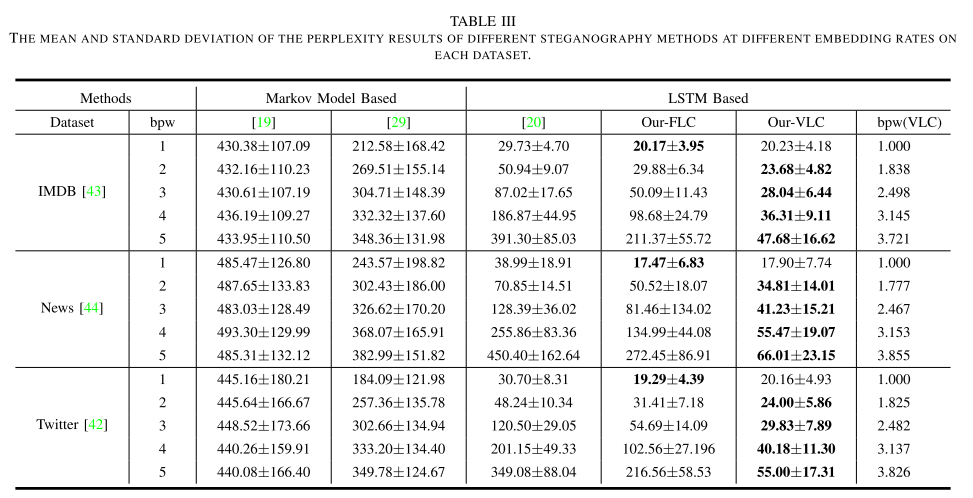 TABLE III
THE MEAN AND STANDARD DEVIATION OF THE PERPLEXITY RESULTS OF DIFFERENT STEGANOGRAPHY METHODS AT DIFFERENT EMBEDDING RATES ON
EACH DATASET.
Methods Markov Model Based LSTM Based
Dataset bpw [19] [29] [20] Our-FLC Our-VLC bpw(VLC)
1 430.38±107.09 212.58±168.42 29.73±4.70 20.17±3.95 20.23±4.18 1.000
2 432.16±110.23 269.51±155.14 50.94±9.07 29.88±6.34 23.68±4.82 1.838
IMDB [43] 3 430.61±107.19 304.71±148.39 87.02±17.65 50.09±11.43 28.04±6.44 2.498
4 436.19±109.27 332.32±137.60 186.87±44.95 98.68±24.79 36.31±9.11 3.145
5 433.95±110.50 348.36±131.98 391.30±85.03 211.37±55.72 47.68±16.62 3.721
1 485.47±126.80 243.57±198.82 38.99±18.91 17.47±6.83 17.90±7.74 1.000
2 487.65±133.83 302.43±186.00 70.85±14.51 50.52±18.07 34.81±14.01 1.777
News [44] 3 483.03±128.49 326.62±170.20 128.39±36.02 81.46±134.02 41.23±15.21 2.467
4 493.30±129.99 368.07±165.91 255.86±83.36 134.99±44.08 55.47±19.07 3.153
5 485.31±132.12 382.99±151.82 450.40±162.64 272.45±86.91 66.01±23.15 3.855
1 445.16±180.21 184.09±121.98 30.70±8.31 19.29±4.39 20.16±4.93 1.000
2 445.64±166.67 257.36±135.78 48.24±10.34 31.41±7.18 24.00±5.86 1.825
Twitter [42] 3 448.52±173.66 302.66±134.94 120.50±29.05 54.69±14.09 29.83±7.89 2.482
4 440.26±159.91 333.20±134.40 201.15±49.33 102.56±27.196 40.18±11.30 3.137
5 440.08±166.40 349.78±124.67 349.08±88.04 216.56±58.53 55.00±17.31 3.826